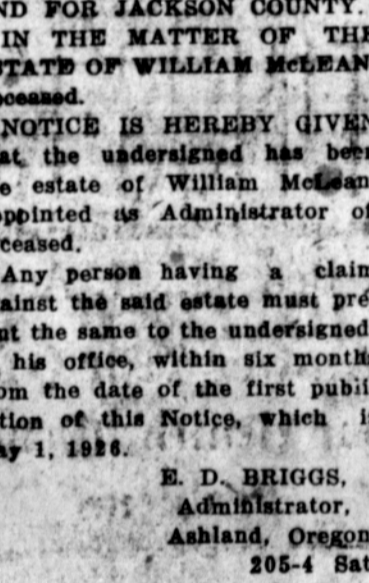 ND FOR JACKSON COUNTY.
IN THE MATTER OF THE
STATE OF WILLIAM McLEAN
ceased.
NOTICE IS HEREBY GIVEN
at the undersigned has been
e estate of William McLean
ppointed as Administrator of
ceased.
Any person having a claim
ainst the said estate must pre
nt the same to the undersigned
his office, within six months
om the date of the first publi
tion of this Notice, which i
ay 1, 1926.
E. D. BRIGGS,
Administrator,
Ashland, Oregon
205-4 Sat